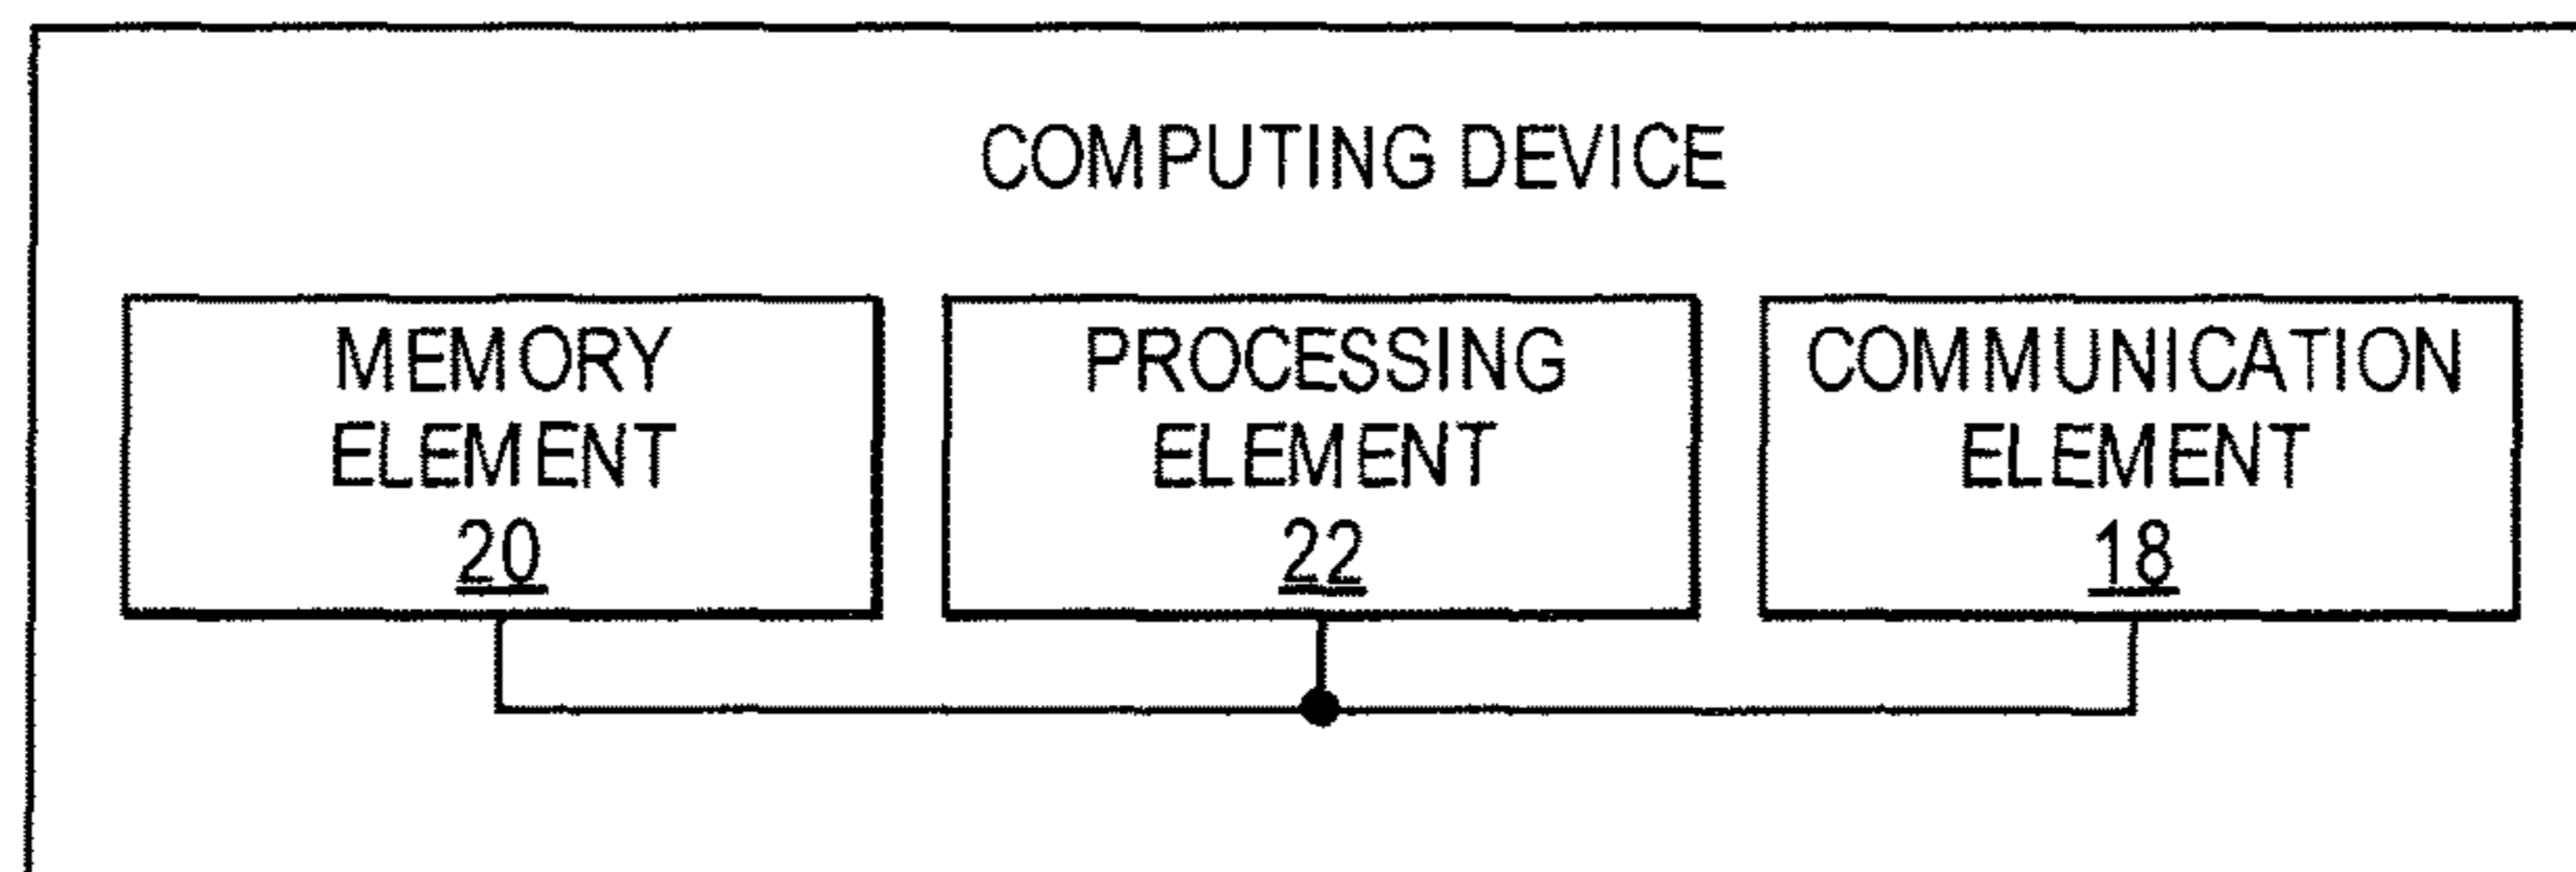 COMPUTING DEVICE
MEMORY
ELEMENT
20
PROCESSING
ELEMENT
22
COMMUNICATION
ELEMENT
18